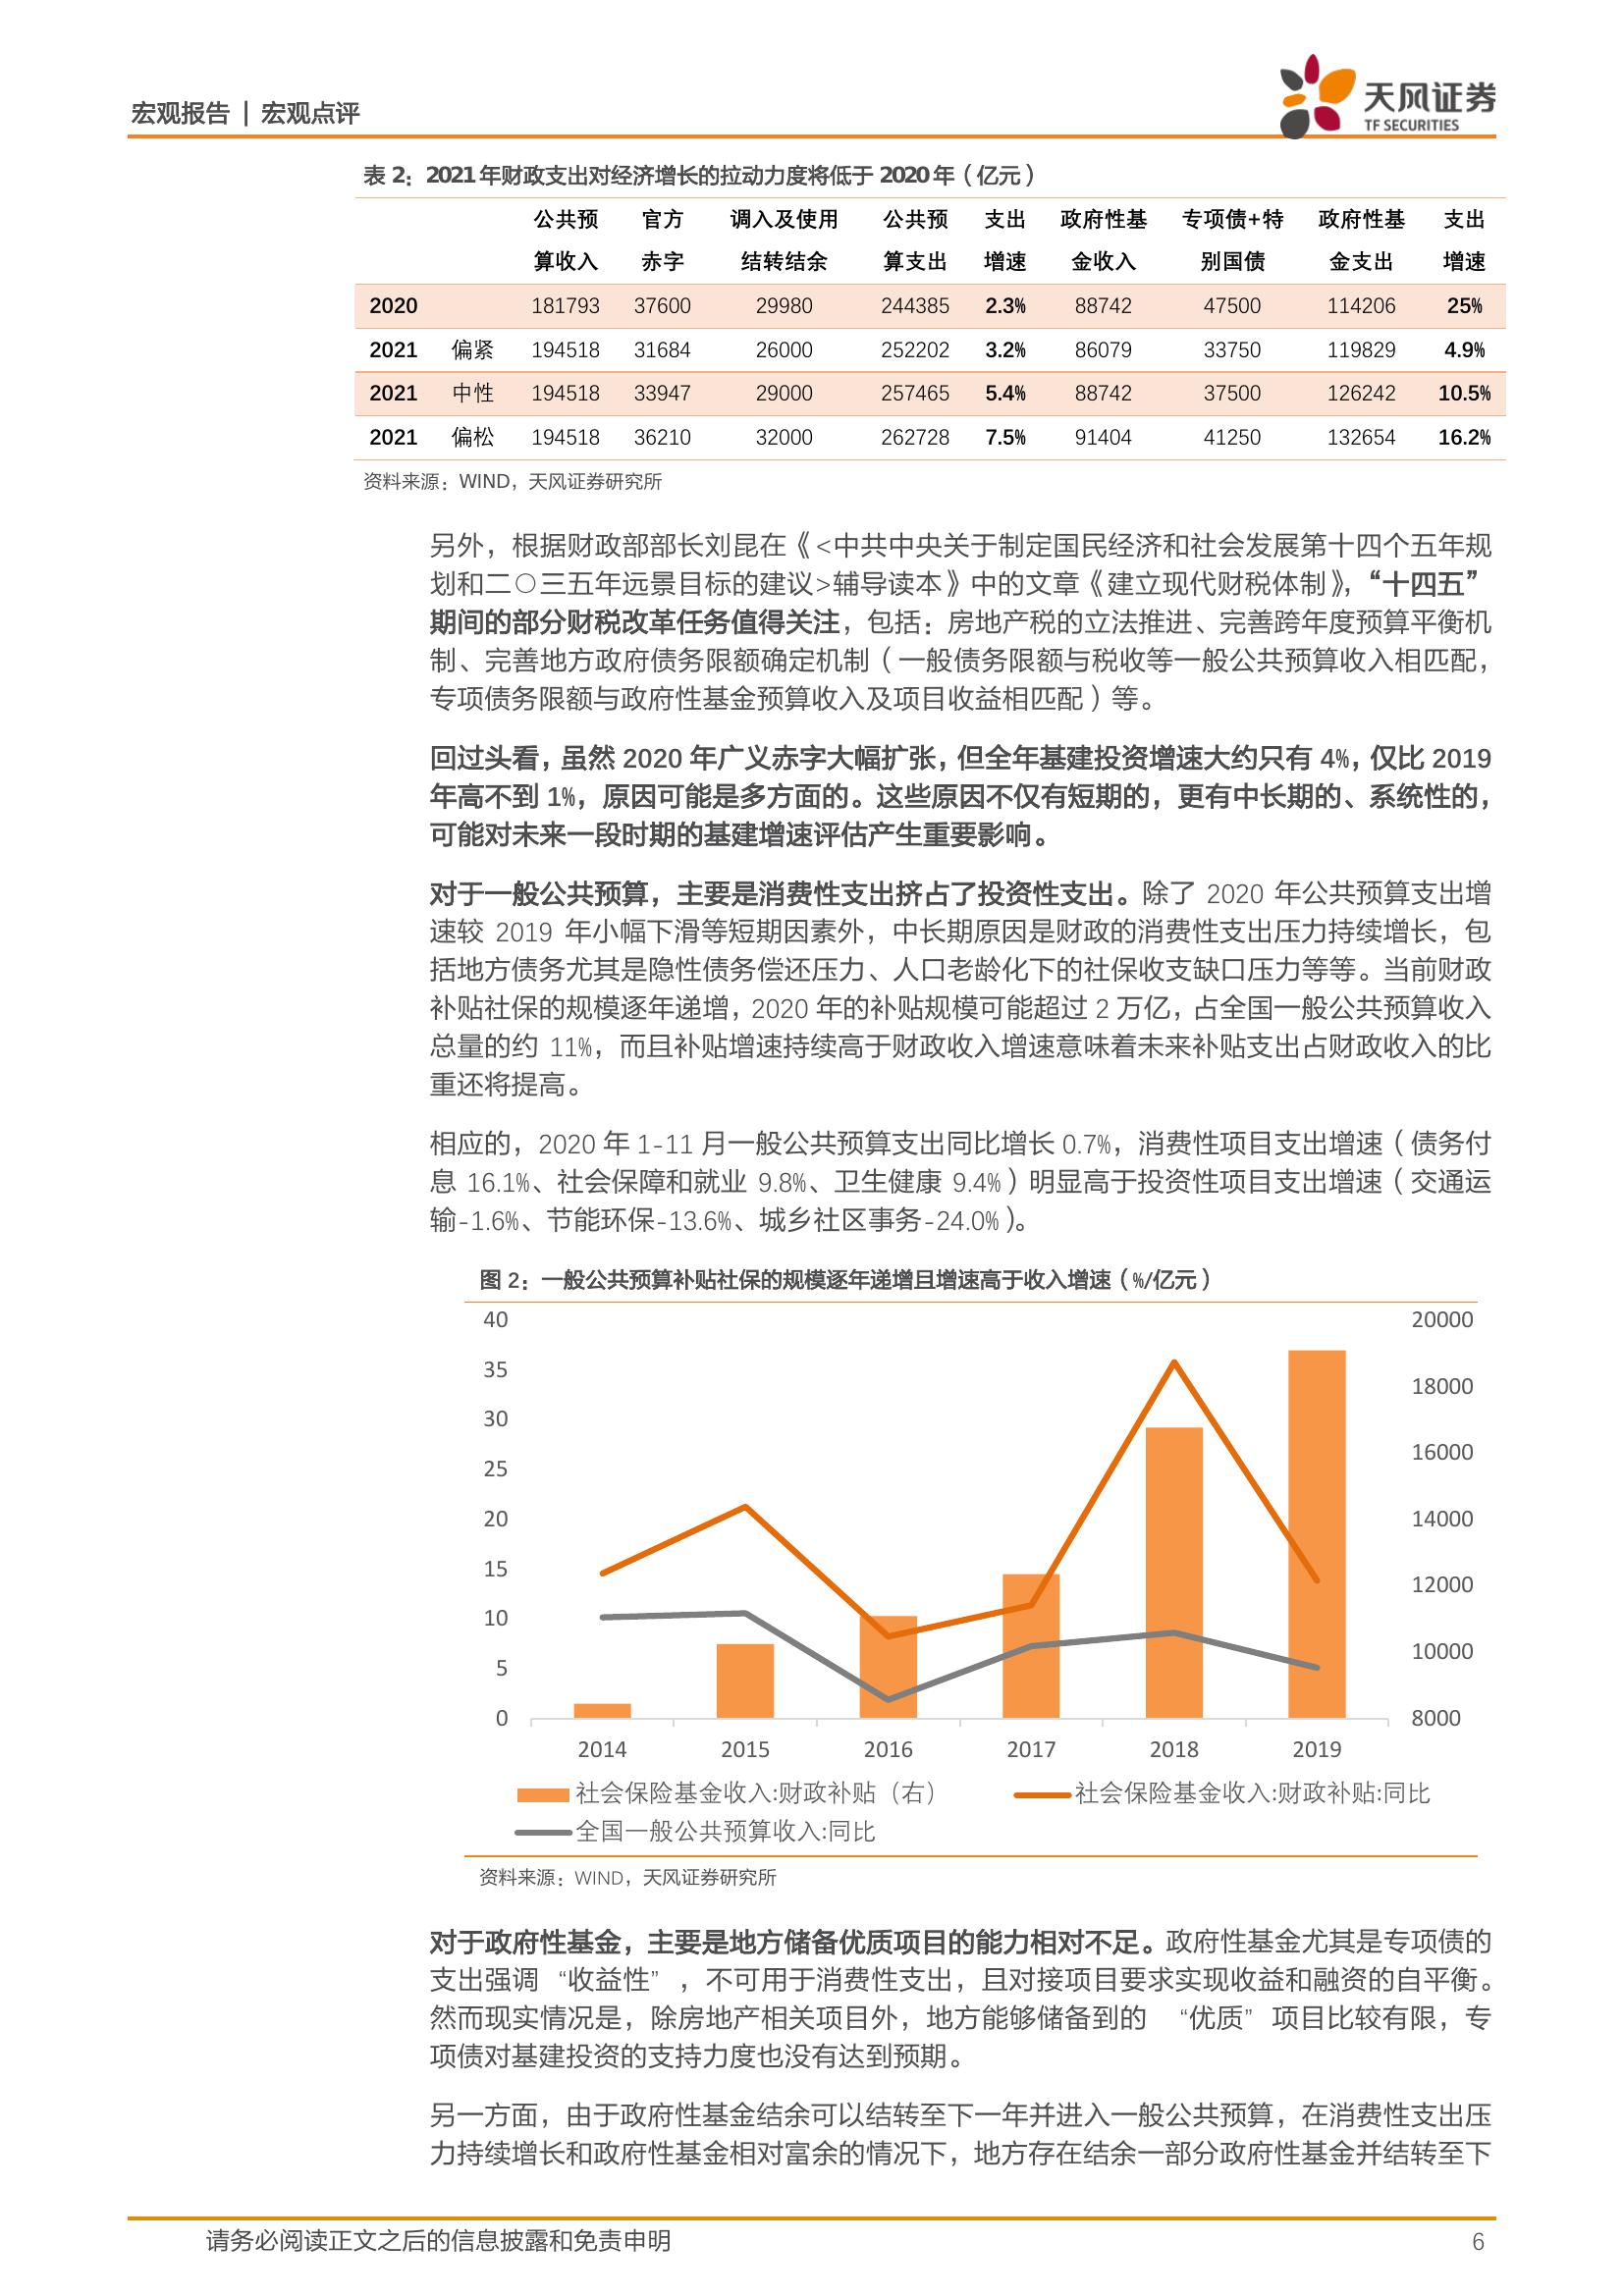 宏观报告 | 宏观点评
天风证券
TF SECURITIES
表 2：2021 年财政支出对经济增长的拉动力度将低于 2020 年（亿元）
公共预 官方 调入及使用 公共预 支出 政府性基 专项债+特 政府性基 支出
算收入 赤字 结转结余 算支出 增速 金收入 别国债 金支出 增速
2020 181793 37600 29980 244385 2.3% 88742 47500 114206 25%
2021 偏紧 194518 31684 26000 252202 3.2% 86079 33750 119829 4.9%
2021 中性 194518 33947 29000 257465 5.4% 88742 37500 126242 10.5%
2021 偏松 194518 36210 32000 262728 7.5% 91404 41250 132654 16.2%
资料来源：WIND，天风证券研究所
另外，根据财政部部长刘昆在《<中共中央关于制定国民经济和社会发展第十四个五年规
划和二〇三五年远景目标的建议>辅导读本》中的文章《建立现代财税体制》，“十四五”
期间的部分财税改革任务值得关注，包括：房地产税的立法推进、完善跨年度预算平衡机
制、完善地方政府债务限额确定机制（一般债务限额与税收等一般公共预算收入相匹配，
专项债务限额与政府性基金预算收入及项目收益相匹配）等。
回过头看，虽然 2020 年广义赤字大幅扩张，但全年基建投资增速大约只有 4%，仅比 2019
年高不到 1%，原因可能是多方面的。这些原因不仅有短期的，更有中长期的、系统性的，
可能对未来一段时期的基建增速评估产生重要影响。
对于一般公共预算，主要是消费性支出挤占了投资性支出。除了 2020 年公共预算支出增
速较 2019 年小幅下滑等短期因素外，中长期原因是财政的消费性支出压力持续增长，包
括地方债务尤其是隐性债务偿还压力、人口老龄化下的社保收支缺口压力等等。当前财政
补贴社保的规模逐年递增，2020 年的补贴规模可能超过 2 万亿，占全国一般公共预算收入
总量的约 11%，而且补贴增速持续高于财政收入增速意味着未来补贴支出占财政收入的比
重还将提高。
相应的，2020 年 1-11 月一般公共预算支出同比增长 0.7%，消费性项目支出增速（债务付
息 16.1%、社会保障和就业 9.8%、卫生健康 9.4%）明显高于投资性项目支出增速（交通运
输-1.6%、节能环保-13.6%、城乡社区事务-24.0%）。
图 2：一般公共预算补贴社保的规模逐年递增且增速高于收入增速（%/亿元）
40 20000
35 18000
30 16000
25
20 14000
15 12000
10
5 10000
0 8000
2014 2015 2016 2017 2018 2019
社会保险基金收入:财政补贴（右） 社会保险基金收入:财政补贴:同比
全国一般公共预算收入:同比
资料来源：WIND，天风证券研究所
对于政府性基金，主要是地方储备优质项目的能力相对不足。政府性基金尤其是专项债的
支出强调“收益性”，不可用于消费性支出，且对接项目要求实现收益和融资的自平衡。
然而现实情况是，除房地产相关项目外，地方能够储备到的 “优质”项目比较有限，专
项债对基建投资的支持力度也没有达到预期。
另一方面，由于政府性基金结余可以结转至下一年并进入一般公共预算，在消费性支出压
力持续增长和政府性基金相对富余的情况下，地方存在结余一部分政府性基金并结转至下
请务必阅读正文之后的信息披露和免责申明 6